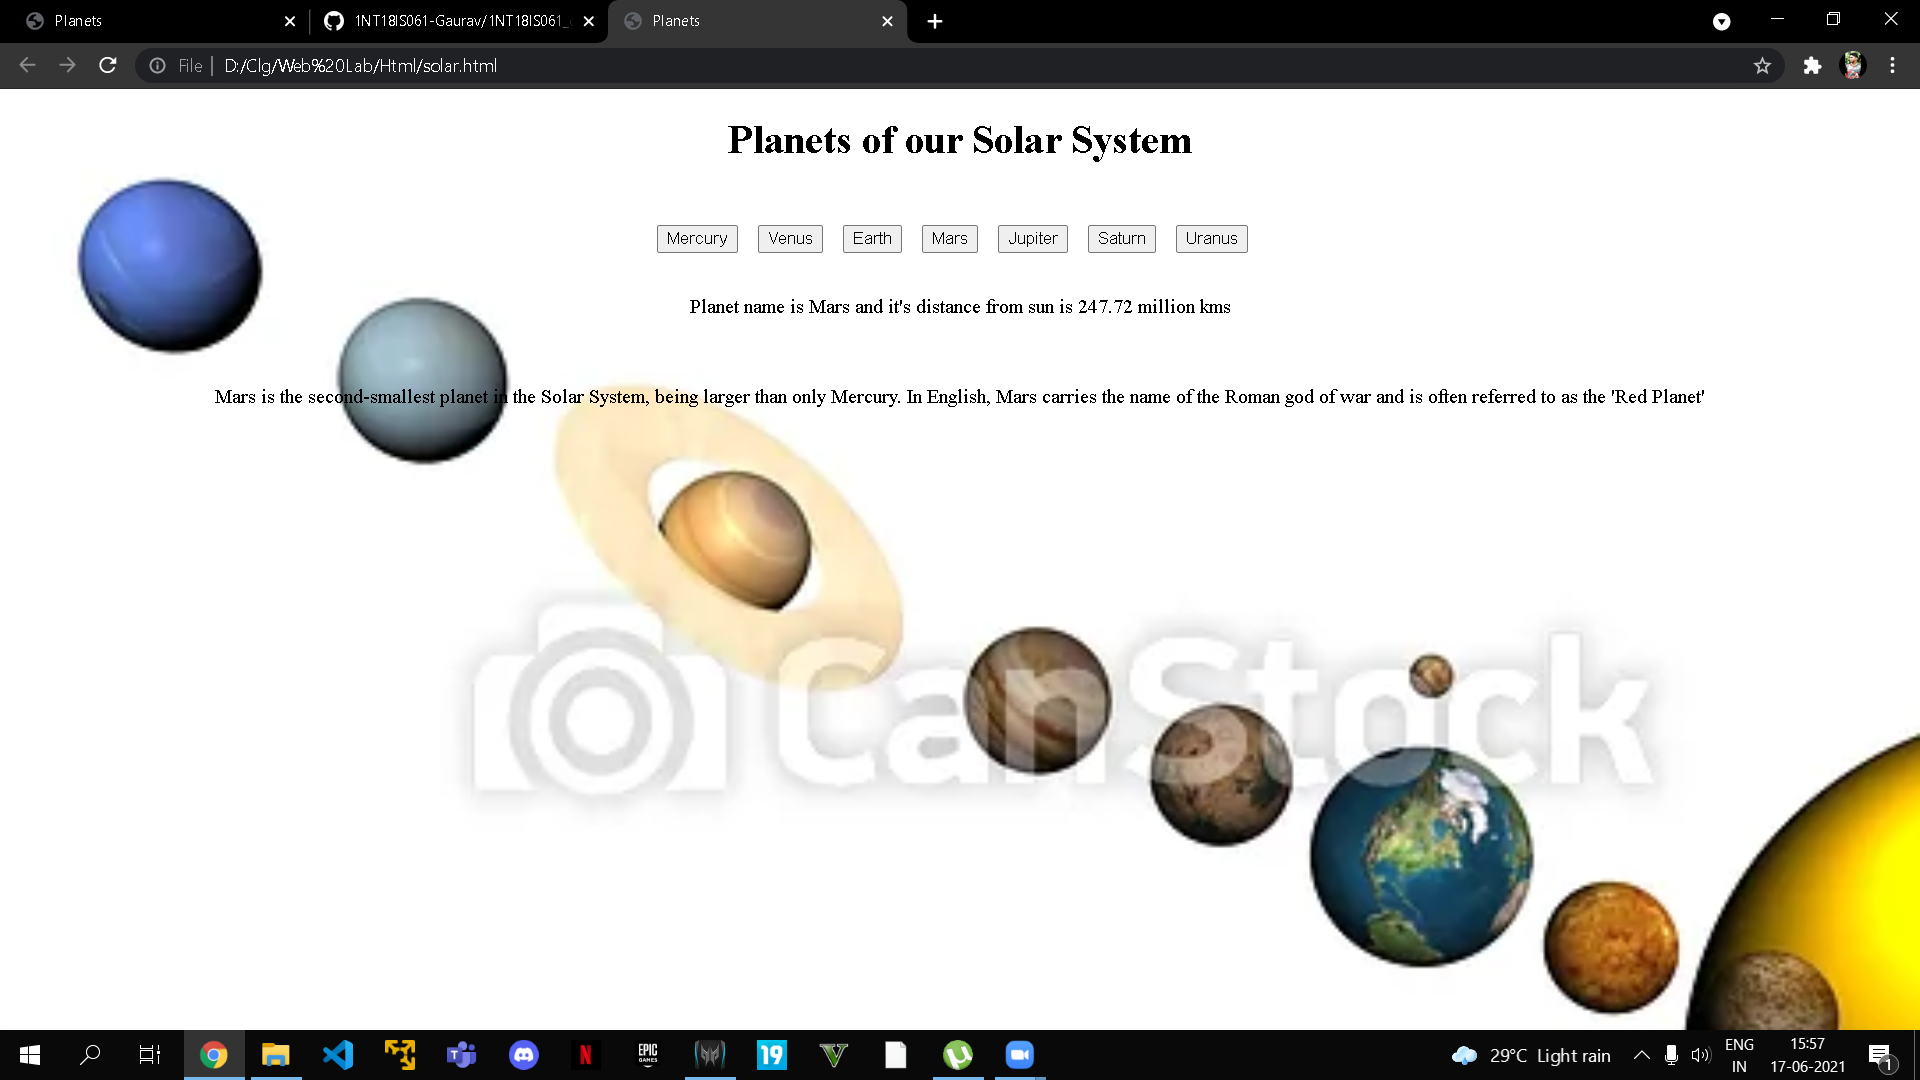 Planets
1NT18IS061-Gaurav/1NT18IS061_
Planets
File
D:/Clg/Web%20Lab/Html/solar.html
Planets of our Solar System
Mercury Venus Earth Mars Jupiter Saturn Uranus
Planet name is Mars and it's distance from sun is 247.72 million kms
Mars is the second-smallest planet in the Solar System, being larger than only Mercury. In English, Mars carries the name of the Roman god of war and is often referred to as the 'Red Planet'
CanStock
EPIC
GAMES
19
29°C Light rain
ENG
IN
15:57
17-06-2021
1